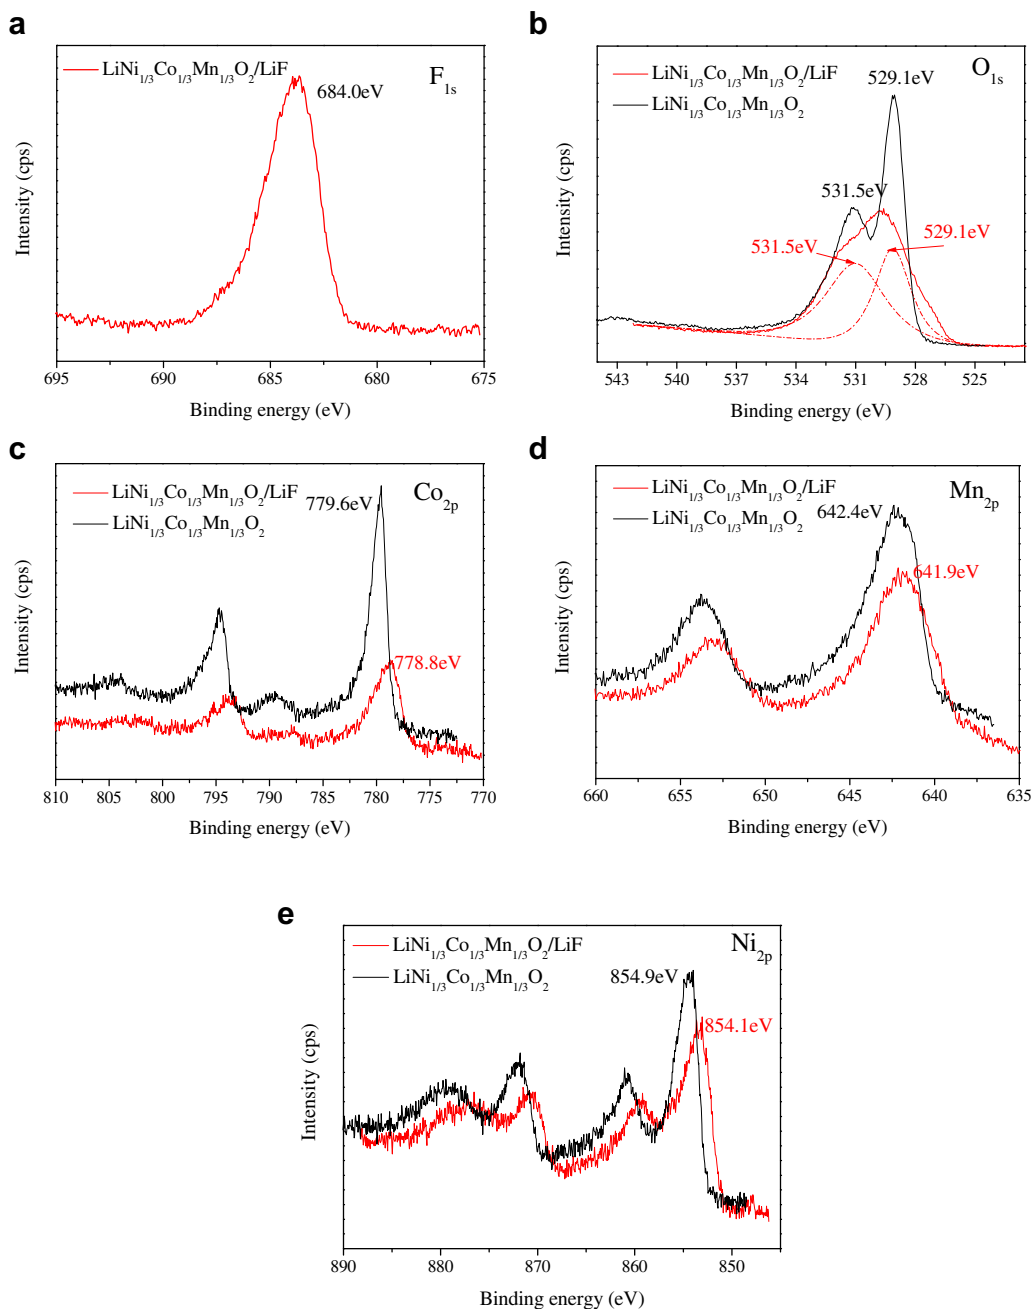 a
LiNi1/3Co1/3Mn1/3O2/LiF
F1s
684.0eV
Intensity (cps)
695 690 685 680 675
Binding energy (eV)
b
LiNi1/3Co1/3Mn1/3O2/LiF
LiNi1/3Co1/3Mn1/3O2
O1s
529.1eV
531.5eV
531.5eV
529.1eV
Intensity (cps)
543 540 537 534 531 528 525
Binding energy (eV)
c
LiNi1/3Co1/3Mn1/3O2/LiF
LiNi1/3Co1/3Mn1/3O2
Co2p
779.6eV
778.8eV
Intensity (cps)
810 805 800 795 790 785 780 775 770
Binding energy (eV)
d
LiNi1/3Co1/3Mn1/3O2/LiF
LiNi1/3Co1/3Mn1/3O2
Mn2p
642.4eV
641.9eV
Intensity (cps)
660 655 650 645 640 635
Binding energy (eV)
e
LiNi1/3Co1/3Mn1/3O2/LiF
LiNi1/3Co1/3Mn1/3O2
Ni2p
854.9eV
854.1eV
Intensity (cps)
890 880 870 860 850
Binding energy (eV)